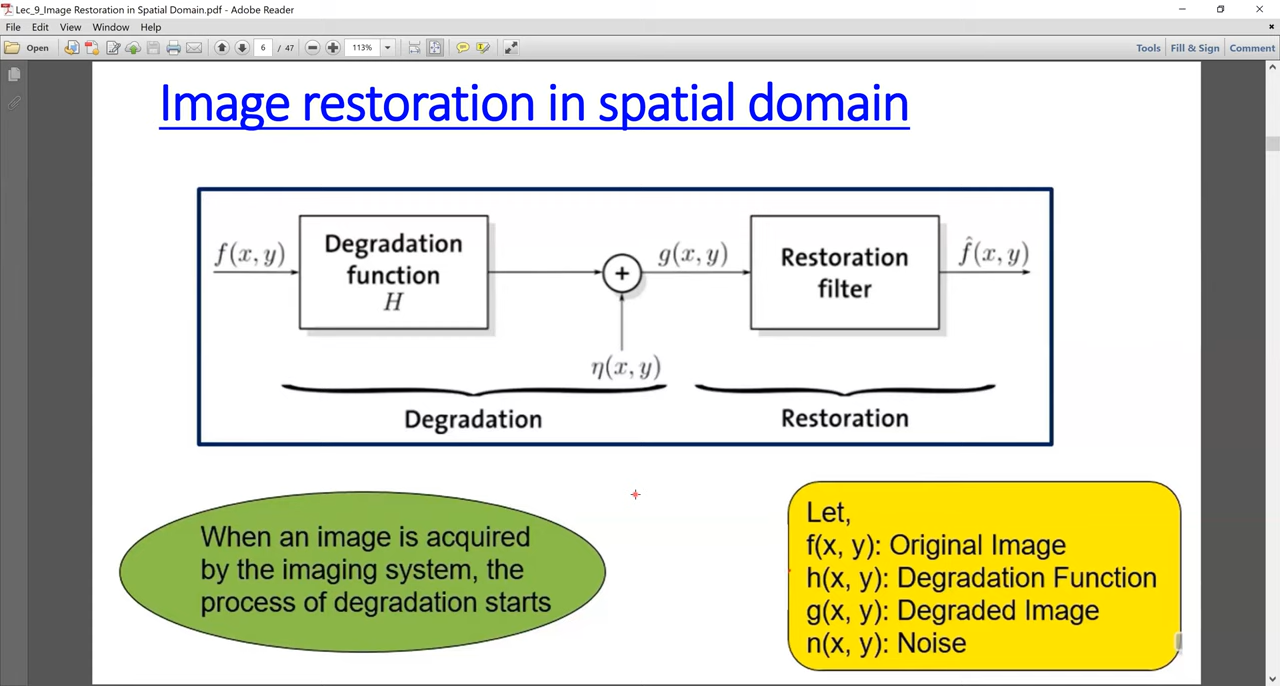 Lec_9_Image Restoration in Spatial Domain.pdf - Adobe Reader
File Edit View Window Help
Open 6 / 47 113% Tools Fill & Sign Comment
Image restoration in spatial domain
f(x, y)
Degradation
function
H
+
η(x, y)
g(x, y)
Restoration
filter
f̂(x, y)
Degradation
Restoration
When an image is acquired
by the imaging system, the
process of degradation starts
Let,
f(x, y): Original Image
h(x, y): Degradation Function
g(x, y): Degraded Image
n(x, y): Noise